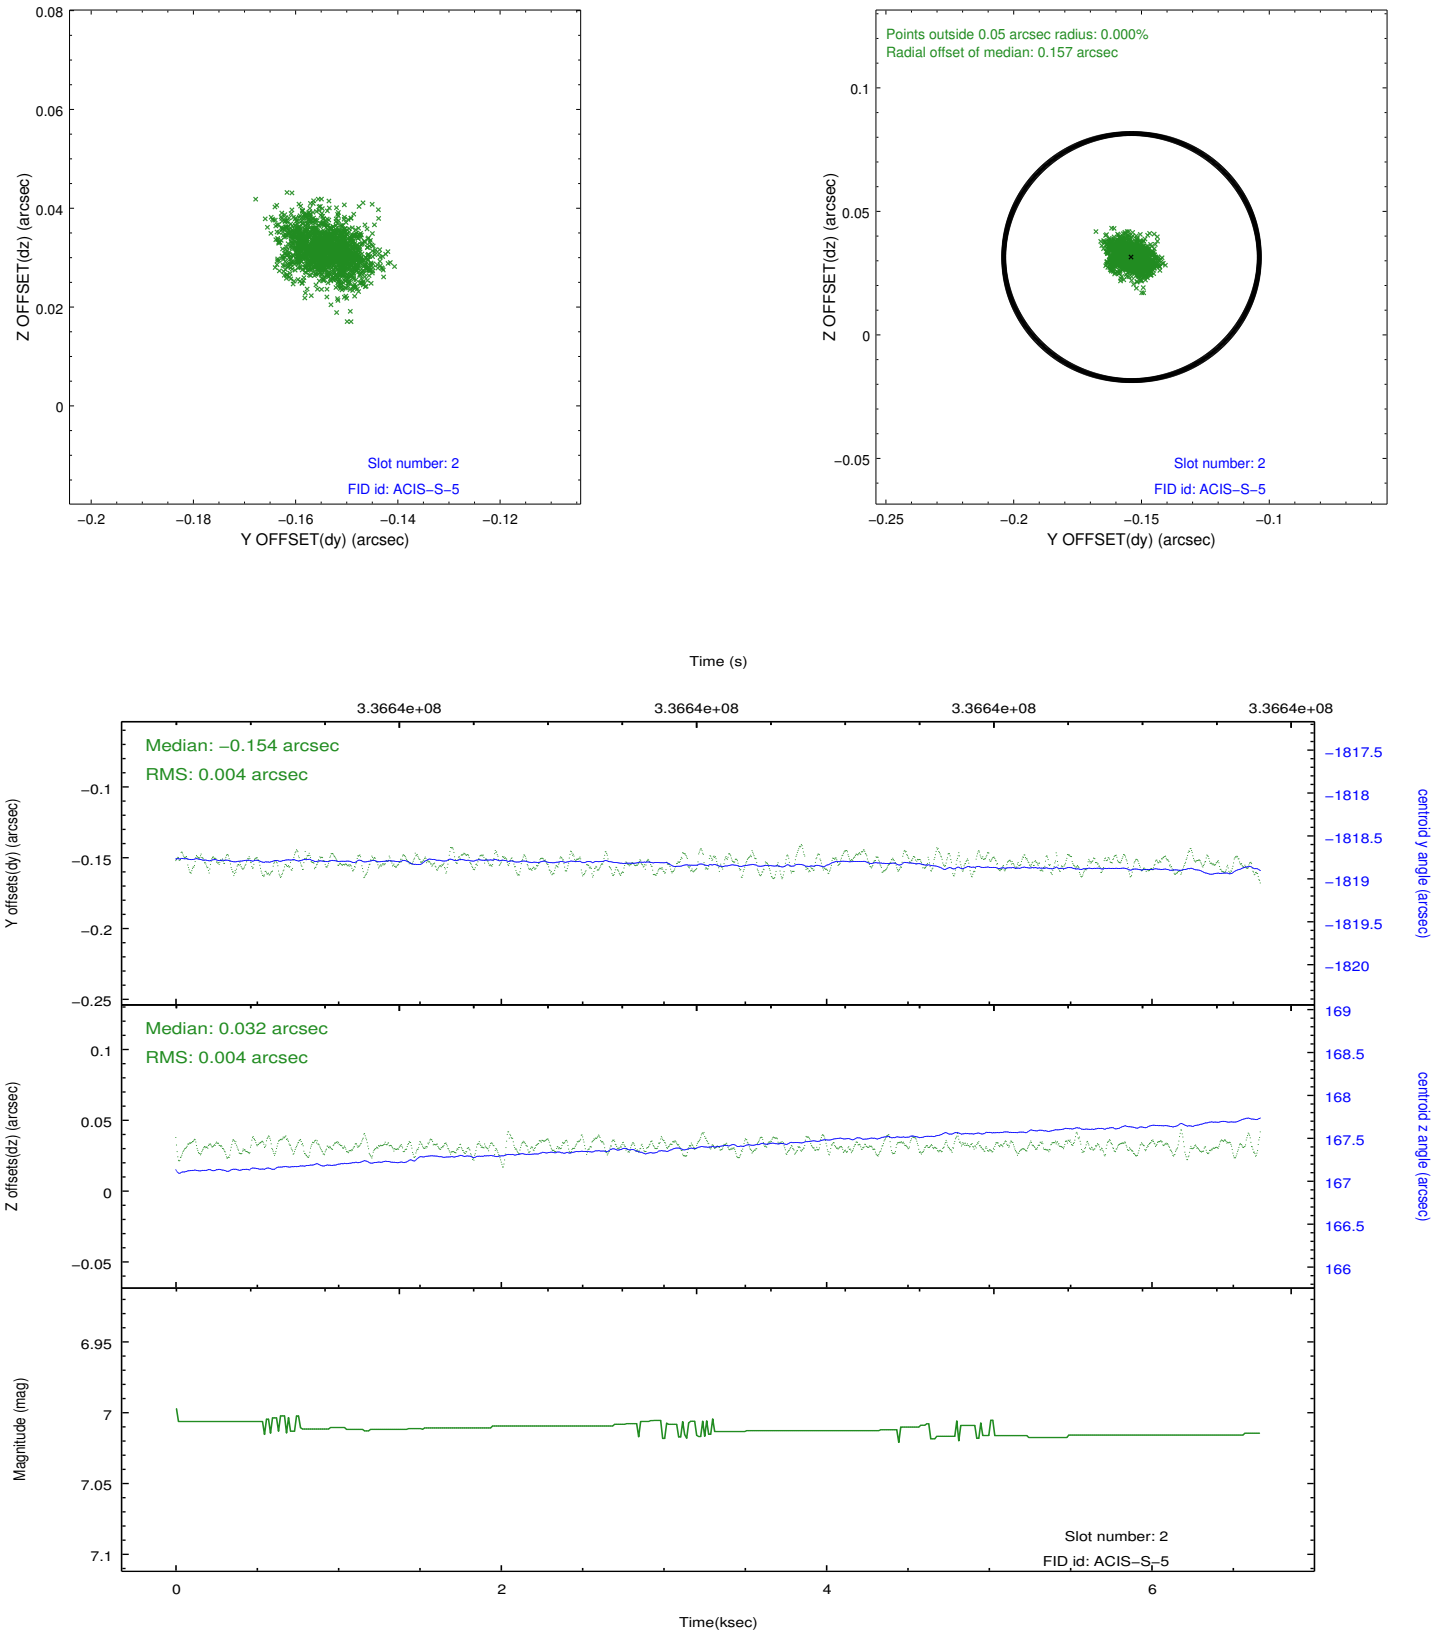 0.08
0.06
0.04
0.02
0
Z OFFSET(dz) (arcsec)
Slot number: 2
FID id: ACIS−S−5
−0.2 −0.18 −0.16 −0.14 −0.12
Y OFFSET(dy) (arcsec)
Points outside 0.05 arcsec radius: 0.000%
Radial offset of median: 0.157 arcsec
0.1
0.05
0
−0.05
Z OFFSET(dz) (arcsec)
Slot number: 2
FID id: ACIS−S−5
−0.25 −0.2 −0.15 −0.1
Y OFFSET(dy) (arcsec)
Time (s)
3.3664e+08 3.3664e+08 3.3664e+08 3.3664e+08
Median: −0.154 arcsec
RMS: 0.004 arcsec
−0.1
−0.15
−0.2
−0.25
Y offsets(dy) (arcsec)
−1817.5
−1818
−1818.5
−1819
−1819.5
−1820
centroid y angle (arcsec)
Median: 0.032 arcsec
RMS: 0.004 arcsec
0.1
0.05
0
−0.05
Z offsets(dz) (arcsec)
169
168.5
168
167.5
167
166.5
166
centroid z angle (arcsec)
6.95
7
7.05
7.1
Magnitude (mag)
Slot number: 2
FID id: ACIS−S−5
0 2 4 6
Time(ksec)